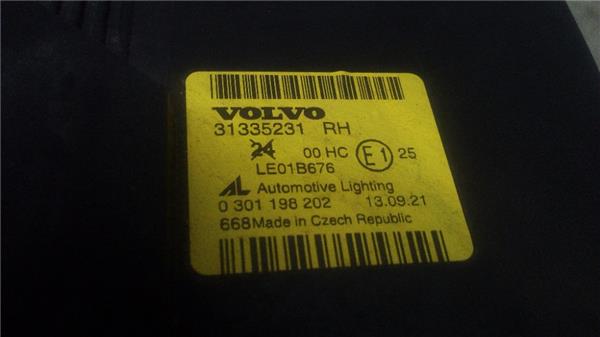 VOLVO
31335231 RH
24 00 HC E1 25
LE01B676
AL Automotive Lighting
0 301 198 202 13.09.21
668 Made in Czech Republic